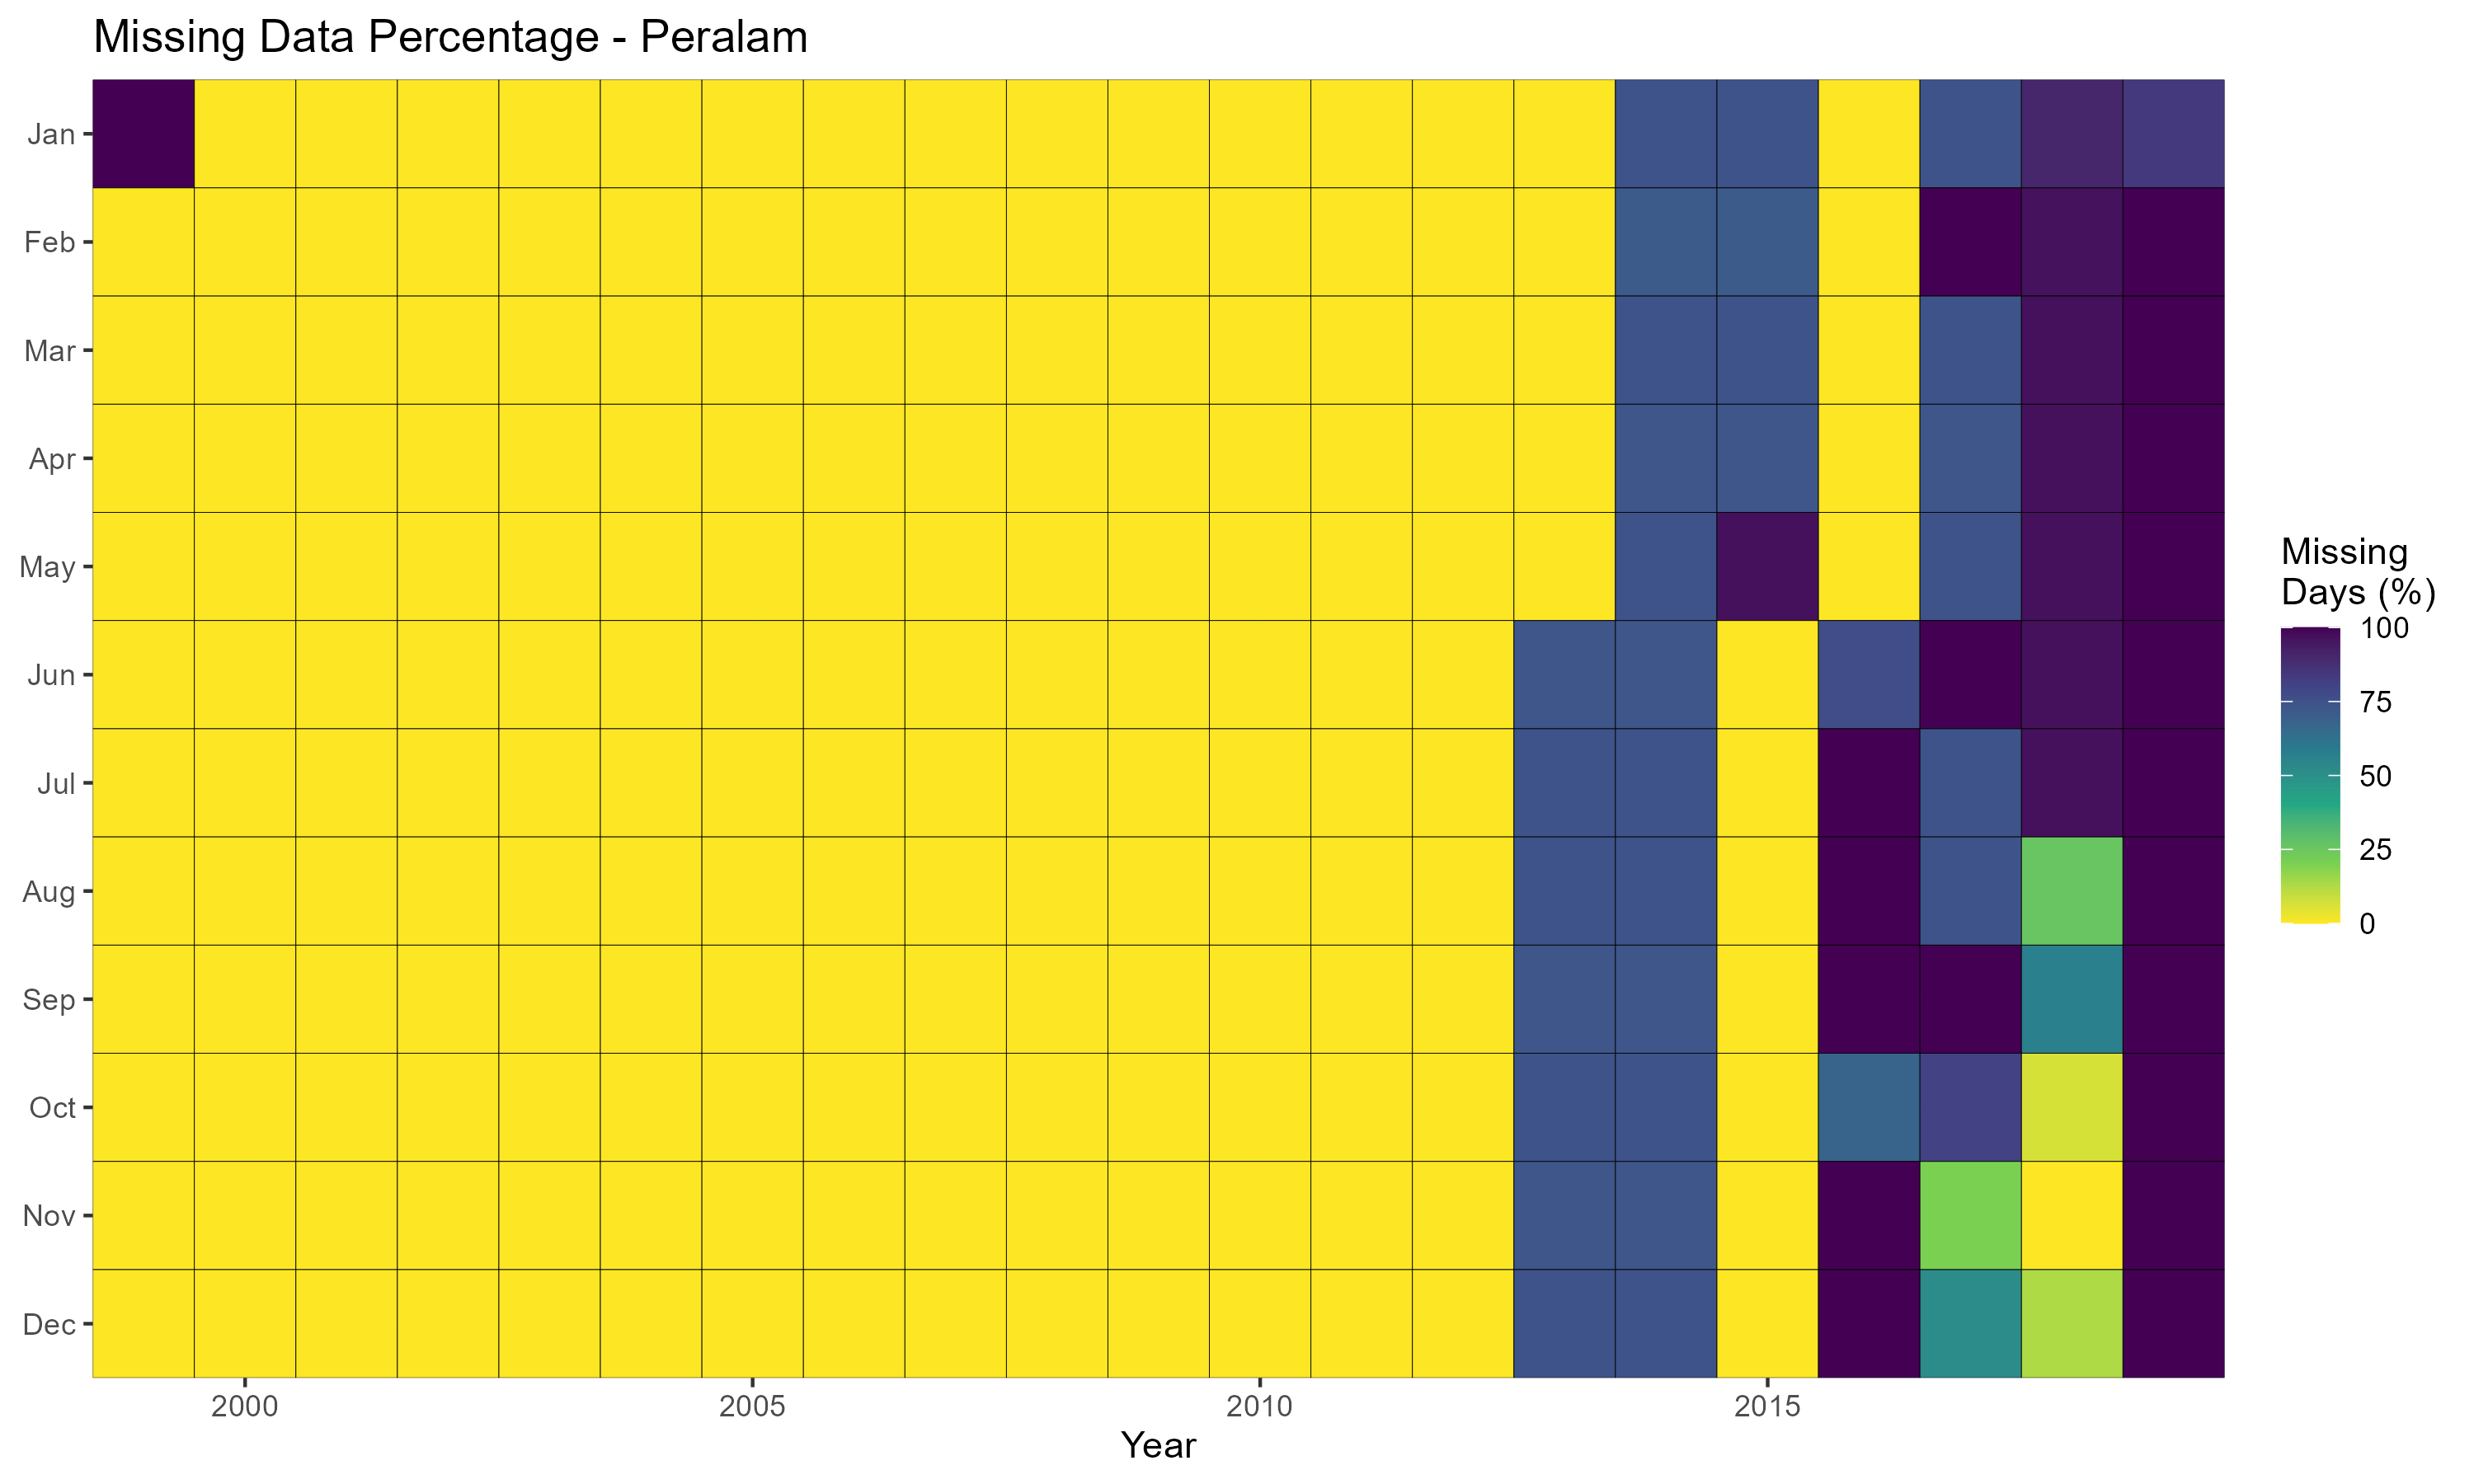 Missing Data Percentage - Peralam
Jan
Feb
Mar
Apr
May
Jun
Jul
Aug
Sep
Oct
Nov
Dec
2000 2005 2010 2015
Year
Missing
Days (%)
100
75
50
25
0